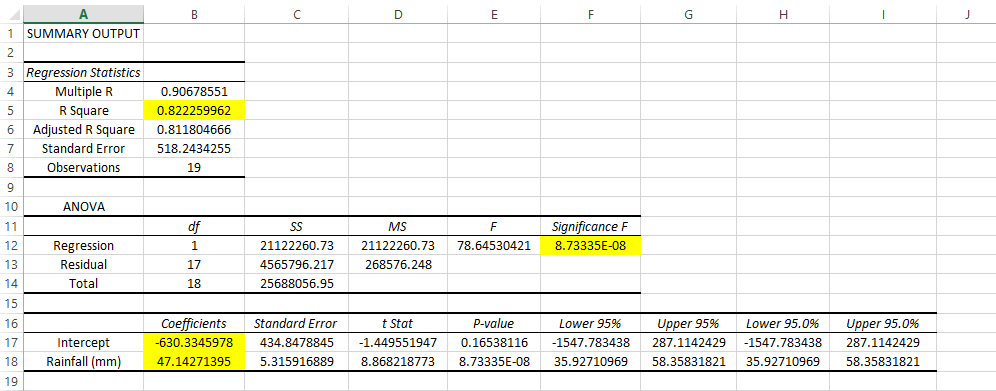 A B C D E F G H I J
1 SUMMARY OUTPUT
2
3 Regression Statistics
4 Multiple R 0.90678551
5 R Square 0.822259962
6 Adjusted R Square 0.811804666
7 Standard Error 518.2434255
8 Observations 19
9
10 ANOVA
11 df SS MS F Significance F
12 Regression 1 21122260.73 21122260.73 78.64530421 8.73335E-08
13 Residual 17 4565796.217 268576.248
14 Total 18 25688056.95
15
16 Coefficients Standard Error t Stat P-value Lower 95% Upper 95% Lower 95.0% Upper 95.0%
17 Intercept -630.3345978 434.8478845 -1.449551947 0.16538116 -1547.783438 287.1142429 -1547.783438 287.1142429
18 Rainfall (mm) 47.14271395 5.315916889 8.868218773 8.73335E-08 35.92710969 58.35831821 35.92710969 58.35831821
19